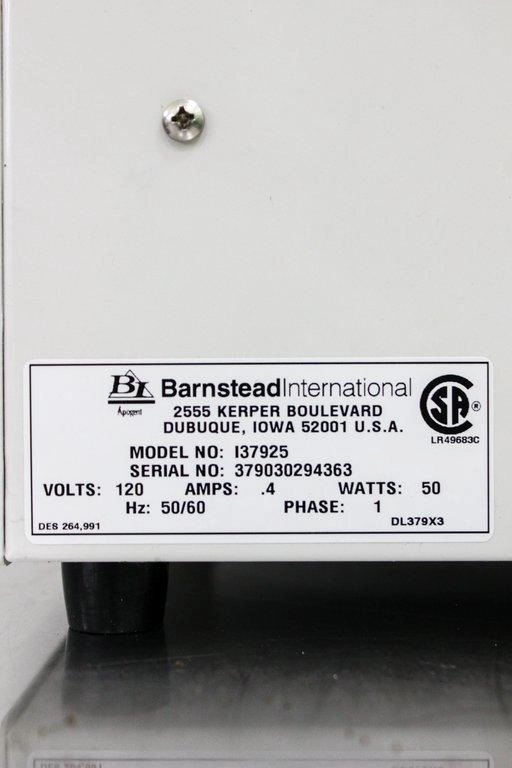 BI BarnsteadInternational
Apogent
2555 KERPER BOULEVARD
DUBUQUE, IOWA 52001 U.S.A.
SA ®
LR49683C
MODEL NO: I37925
SERIAL NO: 379030294363
VOLTS: 120 AMPS: .4 WATTS: 50
Hz: 50/60 PHASE: 1
DES 264,991 DL379X3